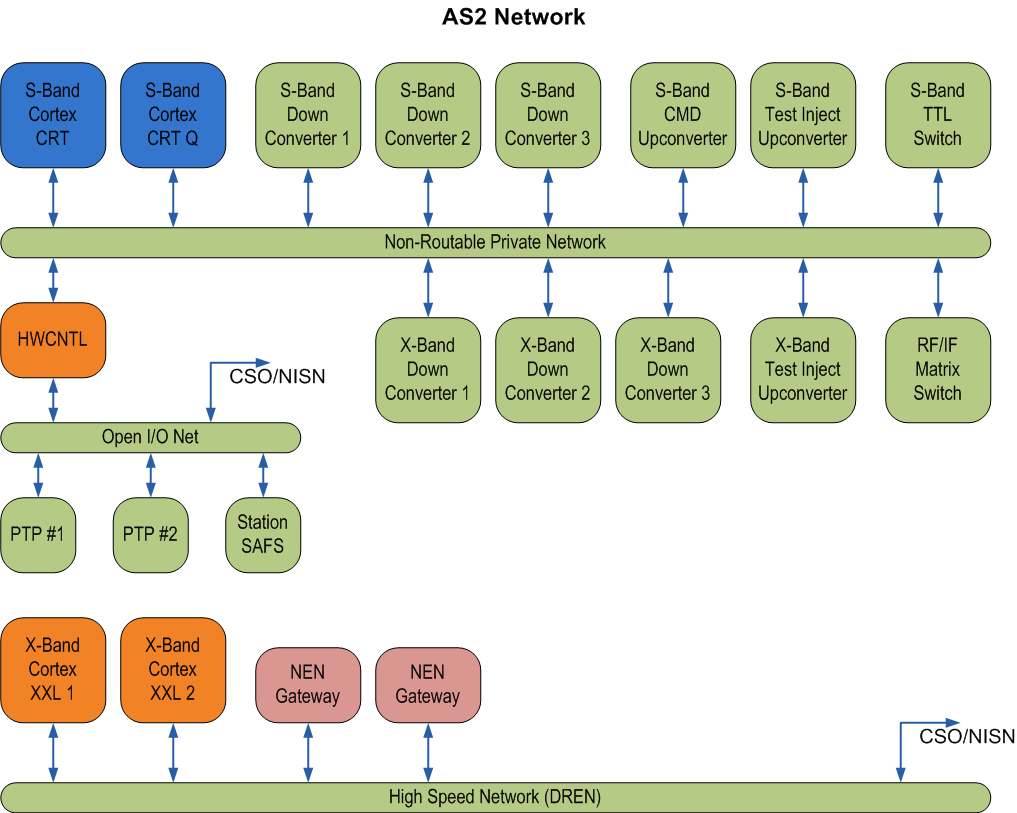 AS2 Network
S-Band
Cortex
CRT
S-Band
Cortex
CRT Q
S-Band
Down
Converter 1
S-Band
Down
Converter 2
S-Band
Down
Converter 3
S-Band
CMD
Upconverter
S-Band
Test Inject
Upconverter
S-Band
TTL
Switch
Non-Routable Private Network
HWCNTL
CSO/NISN
X-Band
Down
Converter 1
X-Band
Down
Converter 2
X-Band
Down
Converter 3
X-Band
Test Inject
Upconverter
RF/IF
Matrix
Switch
Open I/O Net
PTP #1
PTP #2
Station
SAFS
X-Band
Cortex
XXL 1
X-Band
Cortex
XXL 2
NEN
Gateway
NEN
Gateway
CSO/NISN
High Speed Network (DREN)